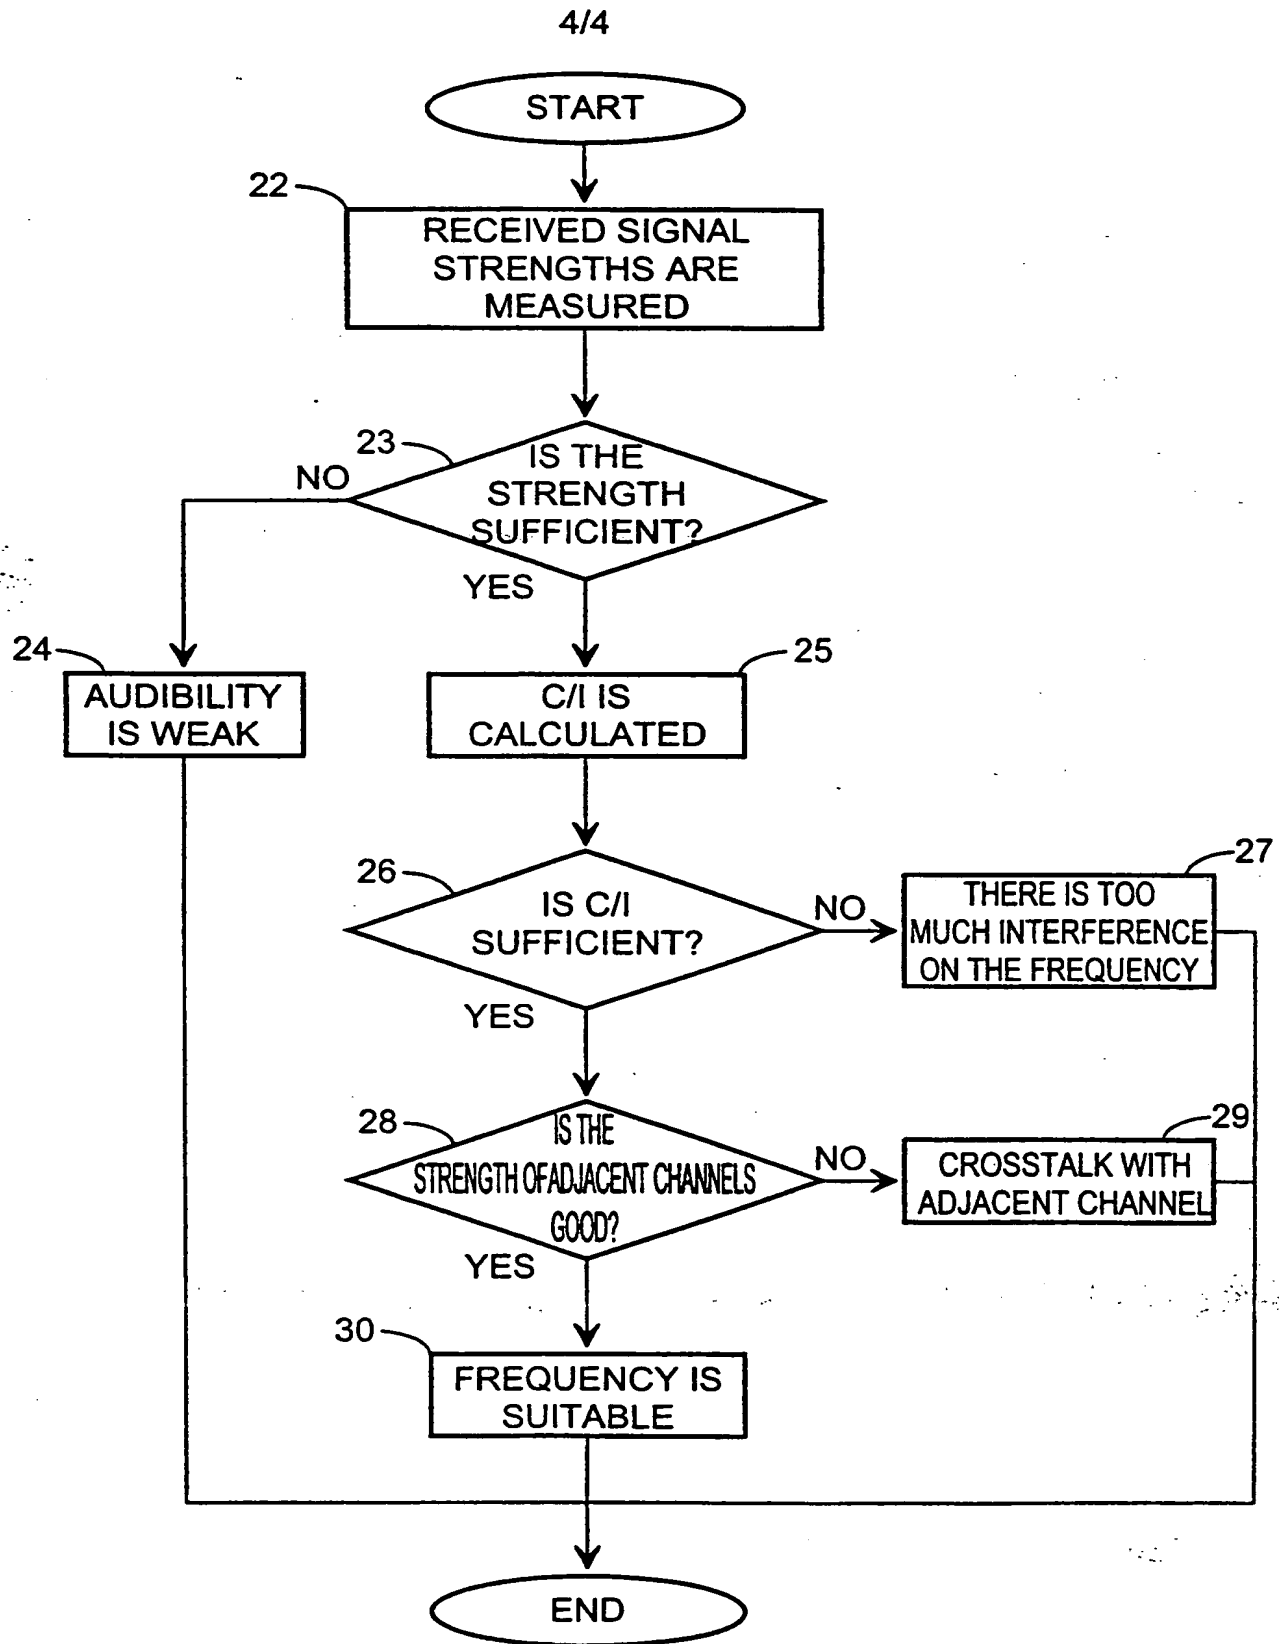 4/4
START
22
RECEIVED SIGNAL
STRENGTHS ARE
MEASURED
23
IS THE
STRENGTH
SUFFICIENT?
NO
YES
24
AUDIBILITY
IS WEAK
25
C/I IS
CALCULATED
26
IS C/I
SUFFICIENT?
NO
YES
27
THERE IS TOO
MUCH INTERFERENCE
ON THE FREQUENCY
28
IS THE
STRENGTH OF ADJACENT CHANNELS
GOOD?
NO
YES
29
CROSSTALK WITH
ADJACENT CHANNEL
30
FREQUENCY IS
SUITABLE
END